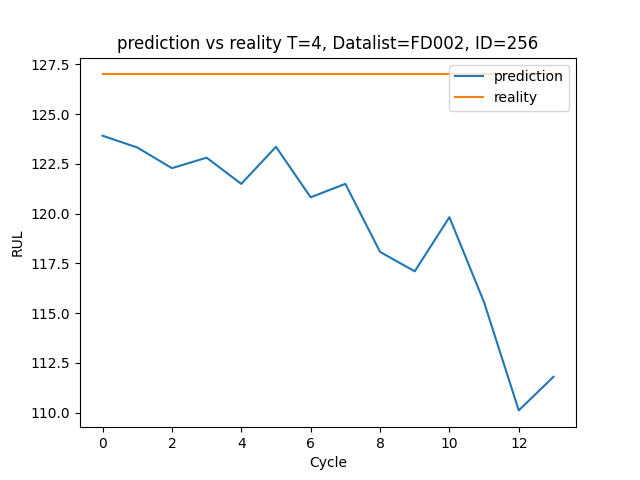 prediction vs reality T=4, Datalist=FD002, ID=256
127.5
125.0
122.5
120.0
117.5
115.0
112.5
110.0
RUL
prediction
reality
0 2 4 6 8 10 12
Cycle